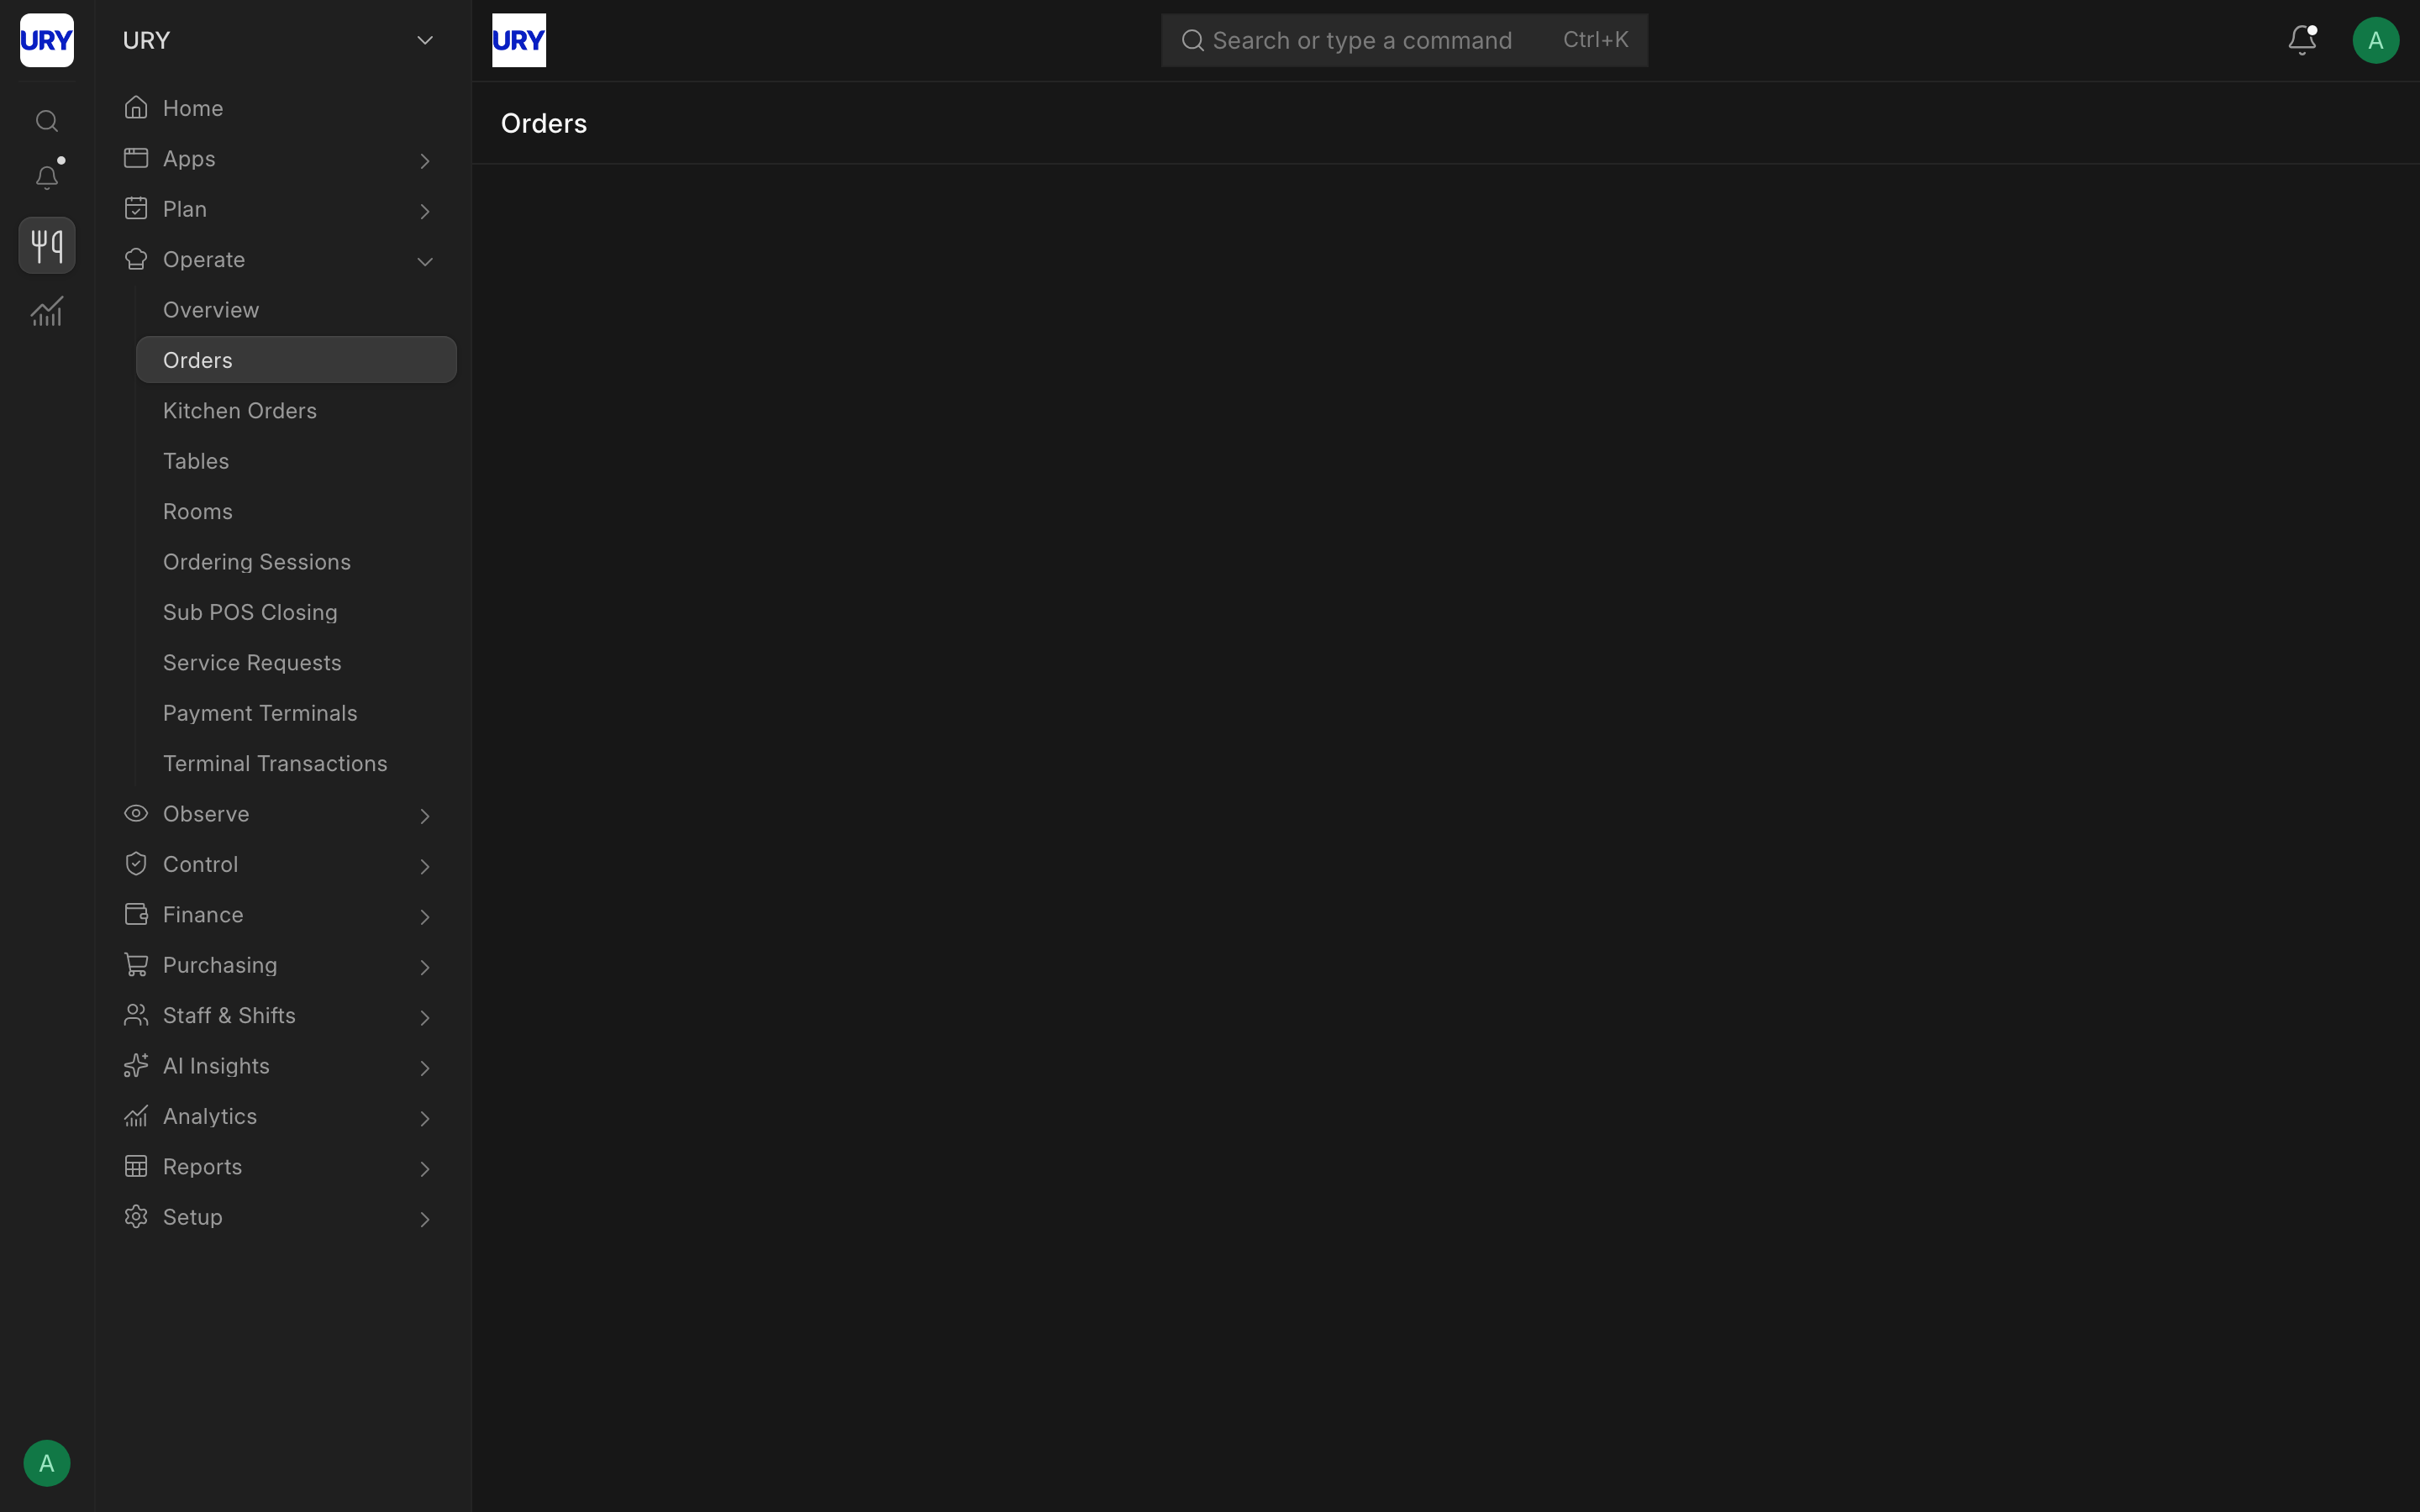 URY
URY
URY
Search or type a command
Ctrl+K
A
Home
Apps
Plan
Operate
Overview
Orders
Kitchen Orders
Tables
Rooms
Ordering Sessions
Sub POS Closing
Service Requests
Payment Terminals
Terminal Transactions
Observe
Control
Finance
Purchasing
Staff & Shifts
AI Insights
Analytics
Reports
Setup
A
Orders